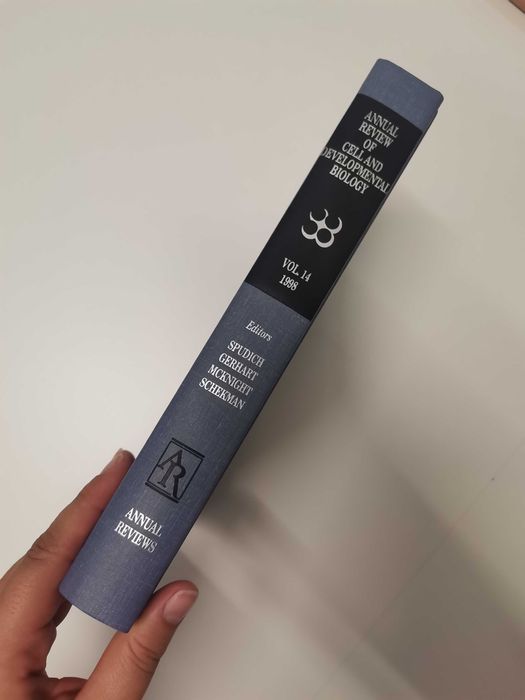 ANNUAL
REVIEW
OF
CELL AND
DEVELOPMENTAL
BIOLOGY
VOL. 14
1998
Editors
SPUDICH
GERHART
MCKNIGHT
SCHEKMAN
AR
ANNUAL
REVIEWS